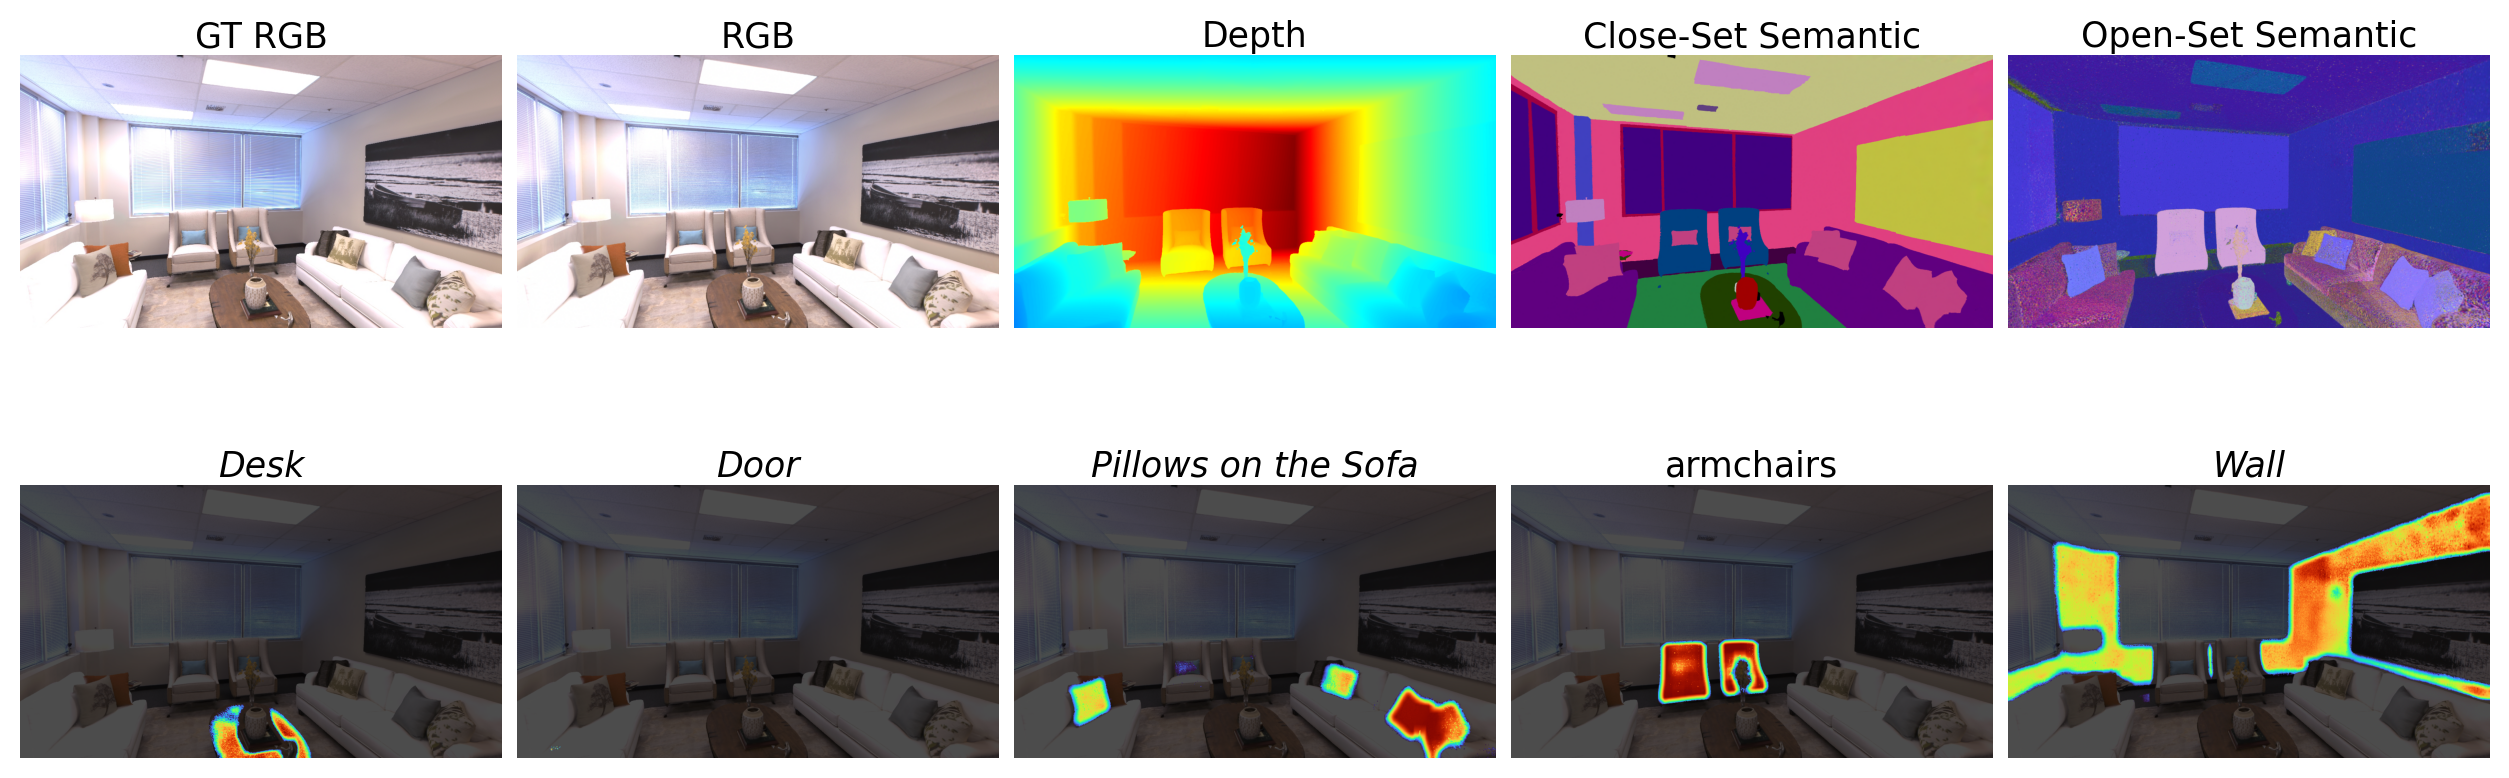 GT RGB
RGB
Depth
Close-Set Semantic
Open-Set Semantic
Desk
Door
Pillows on the Sofa
armchairs
Wall